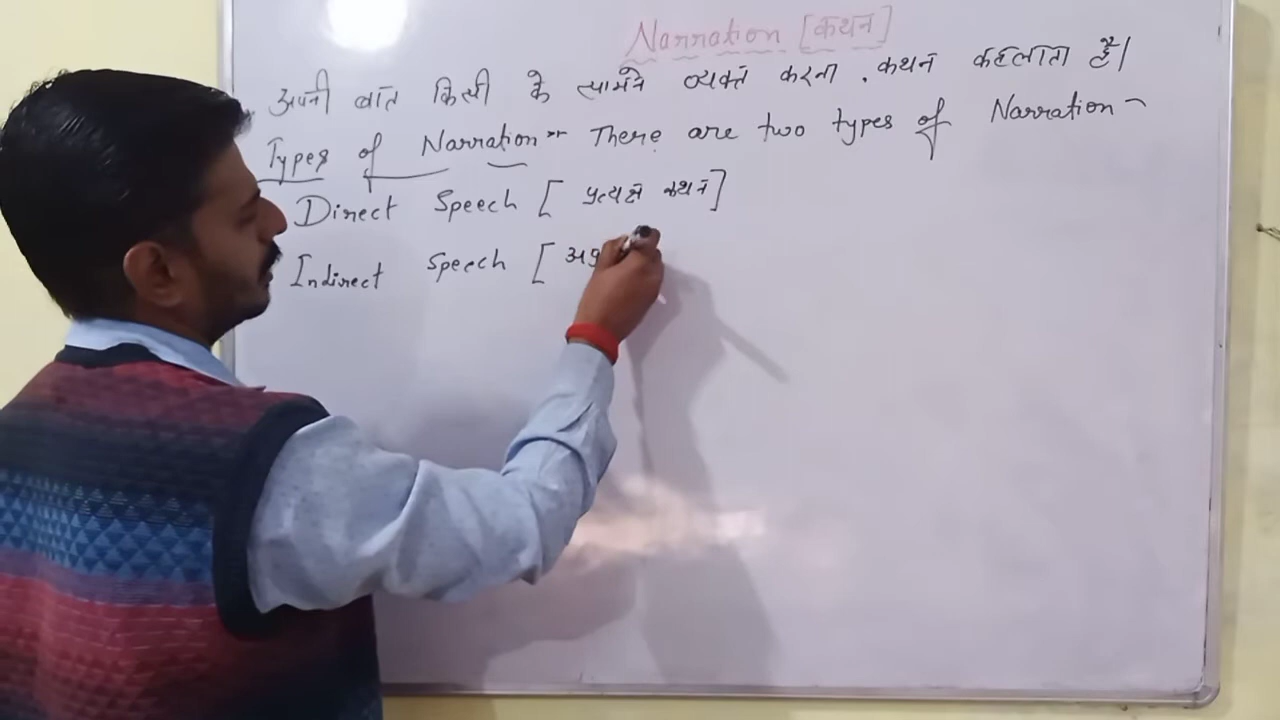 Narration [कथन]
अपनी बात किसी के सामने व्यक्त करना, कथन कहलाता है।
Types of Narration :- There are two types of Narration -
Direct Speech [ प्रत्यक्ष कथन ]
Indirect Speech [ अप्र